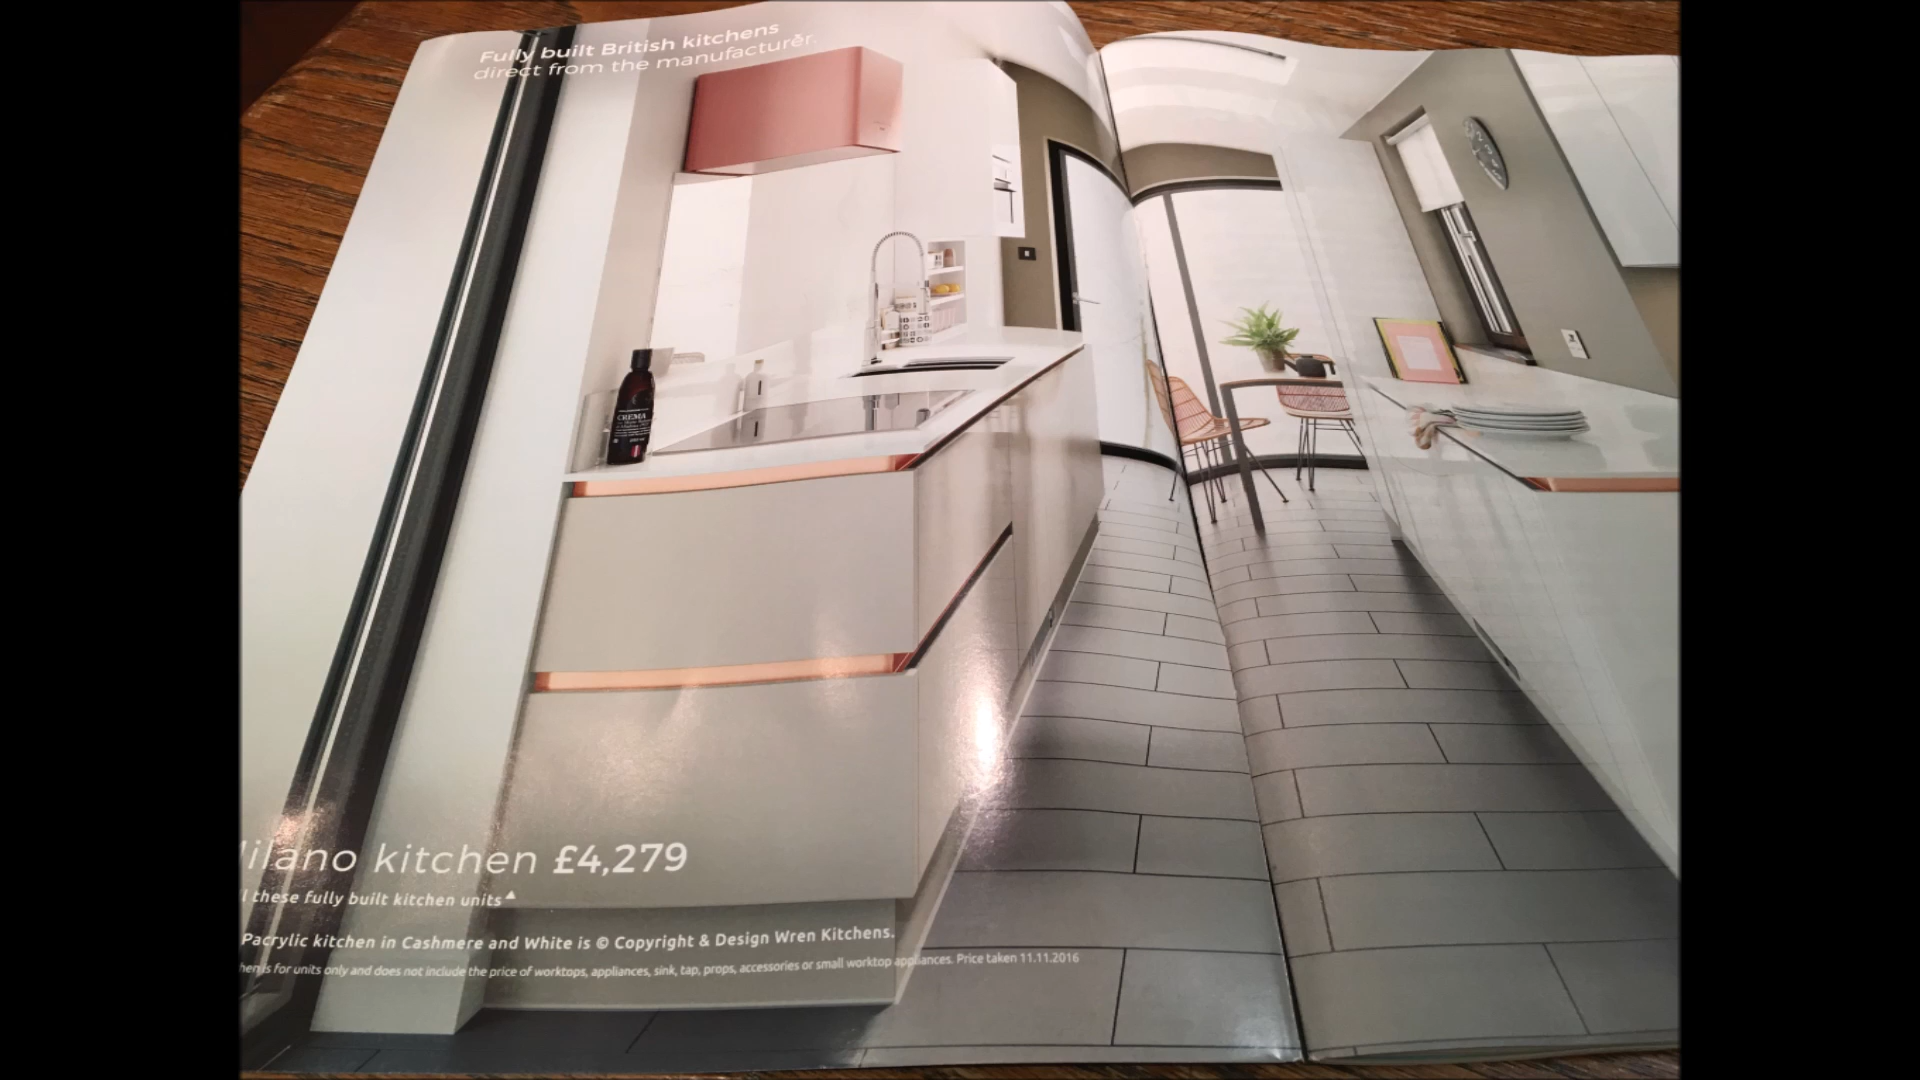 Fully built British kitchens
direct from the manufacturer.
CREMA
ilano kitchen £4,279
l these fully built kitchen units▲
Pacrylic kitchen in Cashmere and White is © Copyright & Design Wren Kitchens.
hen is for units only and does not include the price of worktops, appliances, sink, tap, props, accessories or small worktop appliances. Price taken 11.11.2016